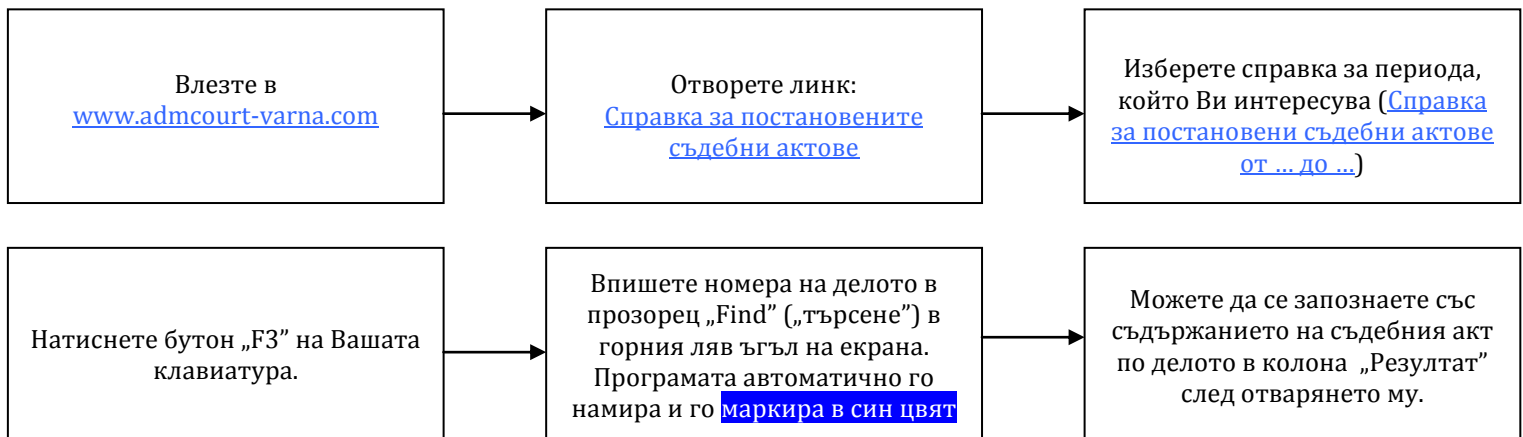 Влезте в
www.admcourt-varna.com
Отворете линк:
Справка за постановените
съдебни актове
Изберете справка за периода,
който Ви интересува (Справка
за постановени съдебни актове
от ... до ...)
Натиснете бутон „F3” на Вашата
клавиатура.
Впишете номера на делото в
прозорец „Find” („търсене”) в
горния ляв ъгъл на екрана.
Програмата автоматично го
намира и го маркира в син цвят
Можете да се запознаете със
съдържанието на съдебния акт
по делото в колона „Резултат”
след отварянето му.